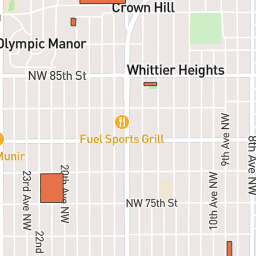 Crown Hill
Olympic Manor
Whittier Heights
NW 85th St
Fuel Sports Grill
Munir
8th Ave NW
9th Ave NW
10th Ave NW
20th Ave NW
23rd Ave NW
22nd
NW 75th St